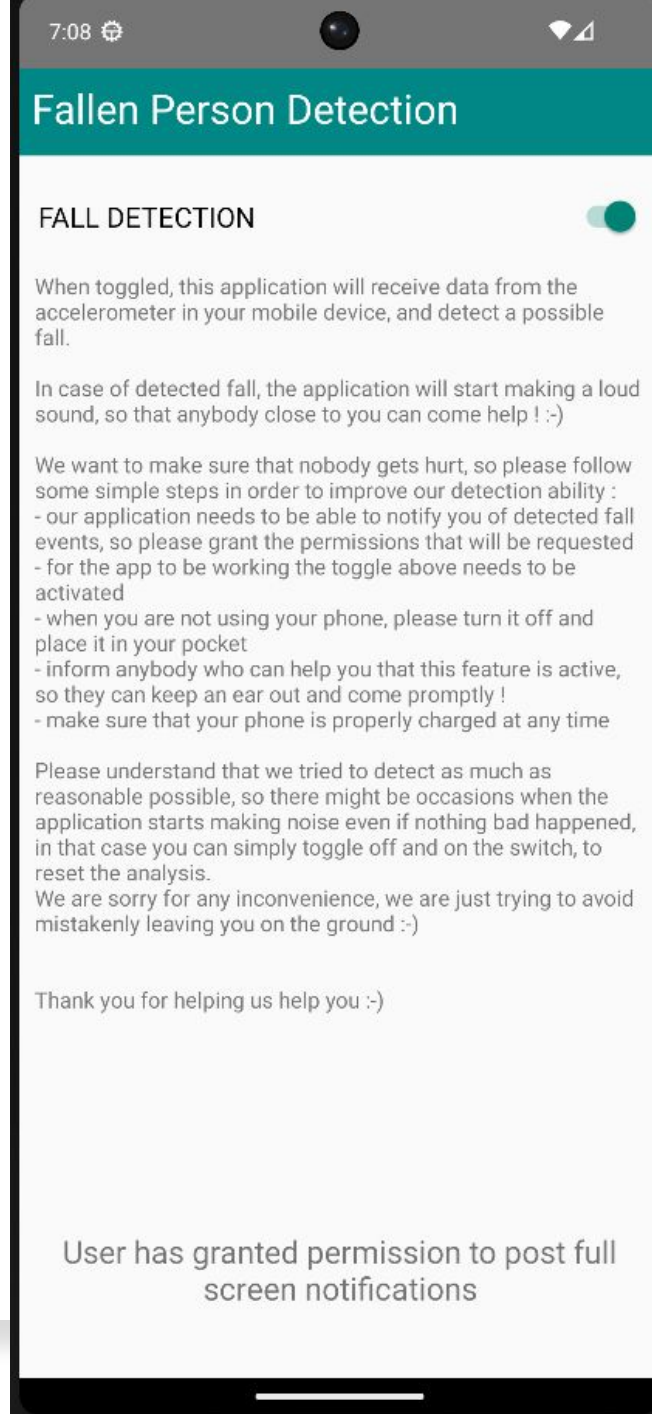 7:08
Fallen Person Detection
FALL DETECTION
When toggled, this application will receive data from the
accelerometer in your mobile device, and detect a possible
fall.
In case of detected fall, the application will start making a loud
sound, so that anybody close to you can come help ! :-)
We want to make sure that nobody gets hurt, so please follow
some simple steps in order to improve our detection ability :
- our application needs to be able to notify you of detected fall
events, so please grant the permissions that will be requested
- for the app to be working the toggle above needs to be
activated
- when you are not using your phone, please turn it off and
place it in your pocket
- inform anybody who can help you that this feature is active,
so they can keep an ear out and come promptly !
- make sure that your phone is properly charged at any time
Please understand that we tried to detect as much as
reasonable possible, so there might be occasions when the
application starts making noise even if nothing bad happened,
in that case you can simply toggle off and on the switch, to
reset the analysis.
We are sorry for any inconvenience, we are just trying to avoid
mistakenly leaving you on the ground :-)
Thank you for helping us help you :-)
User has granted permission to post full
screen notifications